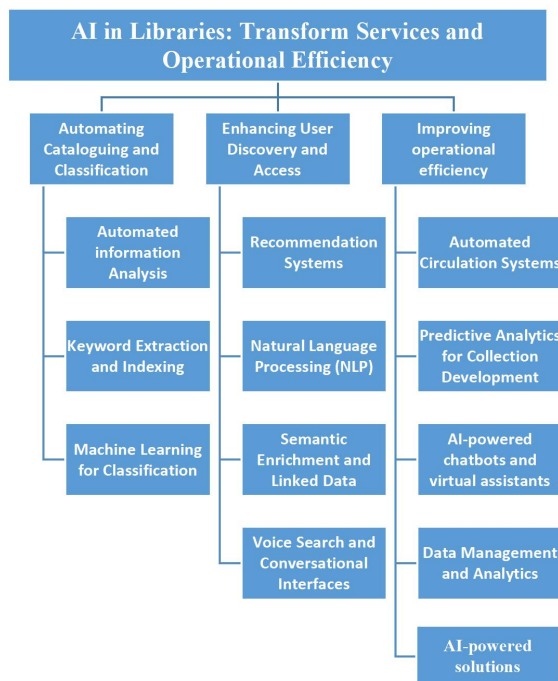 AI in Libraries: Transform Services and
Operational Efficiency
Automating
Cataloguing and
Classification
Automated
information
Analysis
Keyword Extraction
and Indexing
Machine Learning
for Classification
Enhancing User
Discovery and
Access
Recommendation
Systems
Natural Language
Processing (NLP)
Semantic
Enrichment and
Linked Data
Voice Search and
Conversational
Interfaces
Improving
operational
efficiency
Automated
Circulation Systems
Predictive Analytics
for Collection
Development
AI-powered
chatbots and
virtual assistants
Data Management
and Analytics
AI-powered
solutions